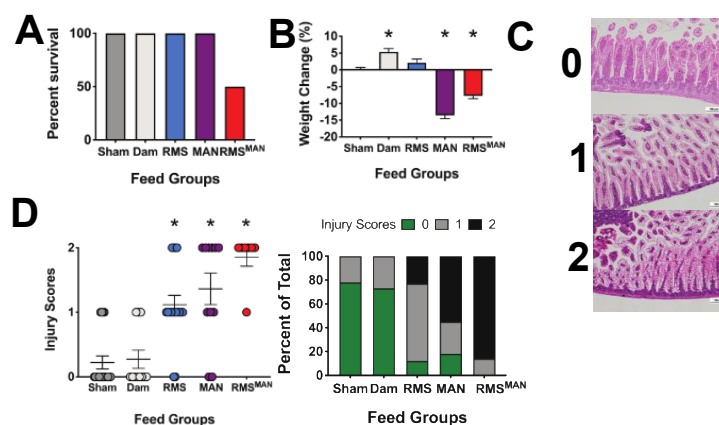 A
Percent survival
100
50
0
Sham Dam RMS MAN RMS^MAN
Feed Groups
B
Weight Change (%)
10
5
0
-5
-10
-15
-20
* * *
Sham Dam RMS MAN RMS^MAN
Feed Groups
C
0
1
2
D
Injury Scores
2
1
0
* * *
Sham Dam RMS MAN RMS^MAN
Feed Groups
Injury Scores 0 1 2
Percent of Total
100
80
60
40
20
0
Sham Dam RMS MAN RMS^MAN
Feed Groups